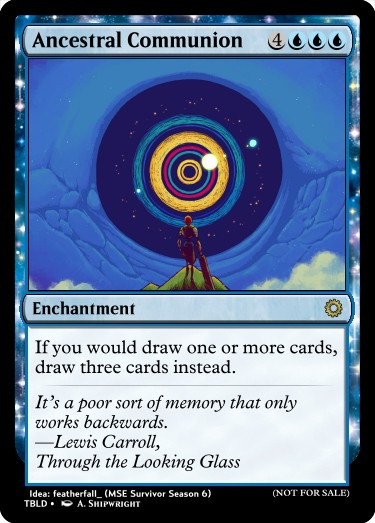 Ancestral Communion 4
Enchantment
If you would draw one or more cards,
draw three cards instead.
It's a poor sort of memory that only
works backwards.
—Lewis Carroll,
Through the Looking Glass
Idea: featherfall_ (MSE Survivor Season 6)
(NOT FOR SALE)
TBLD • A. Shipwright